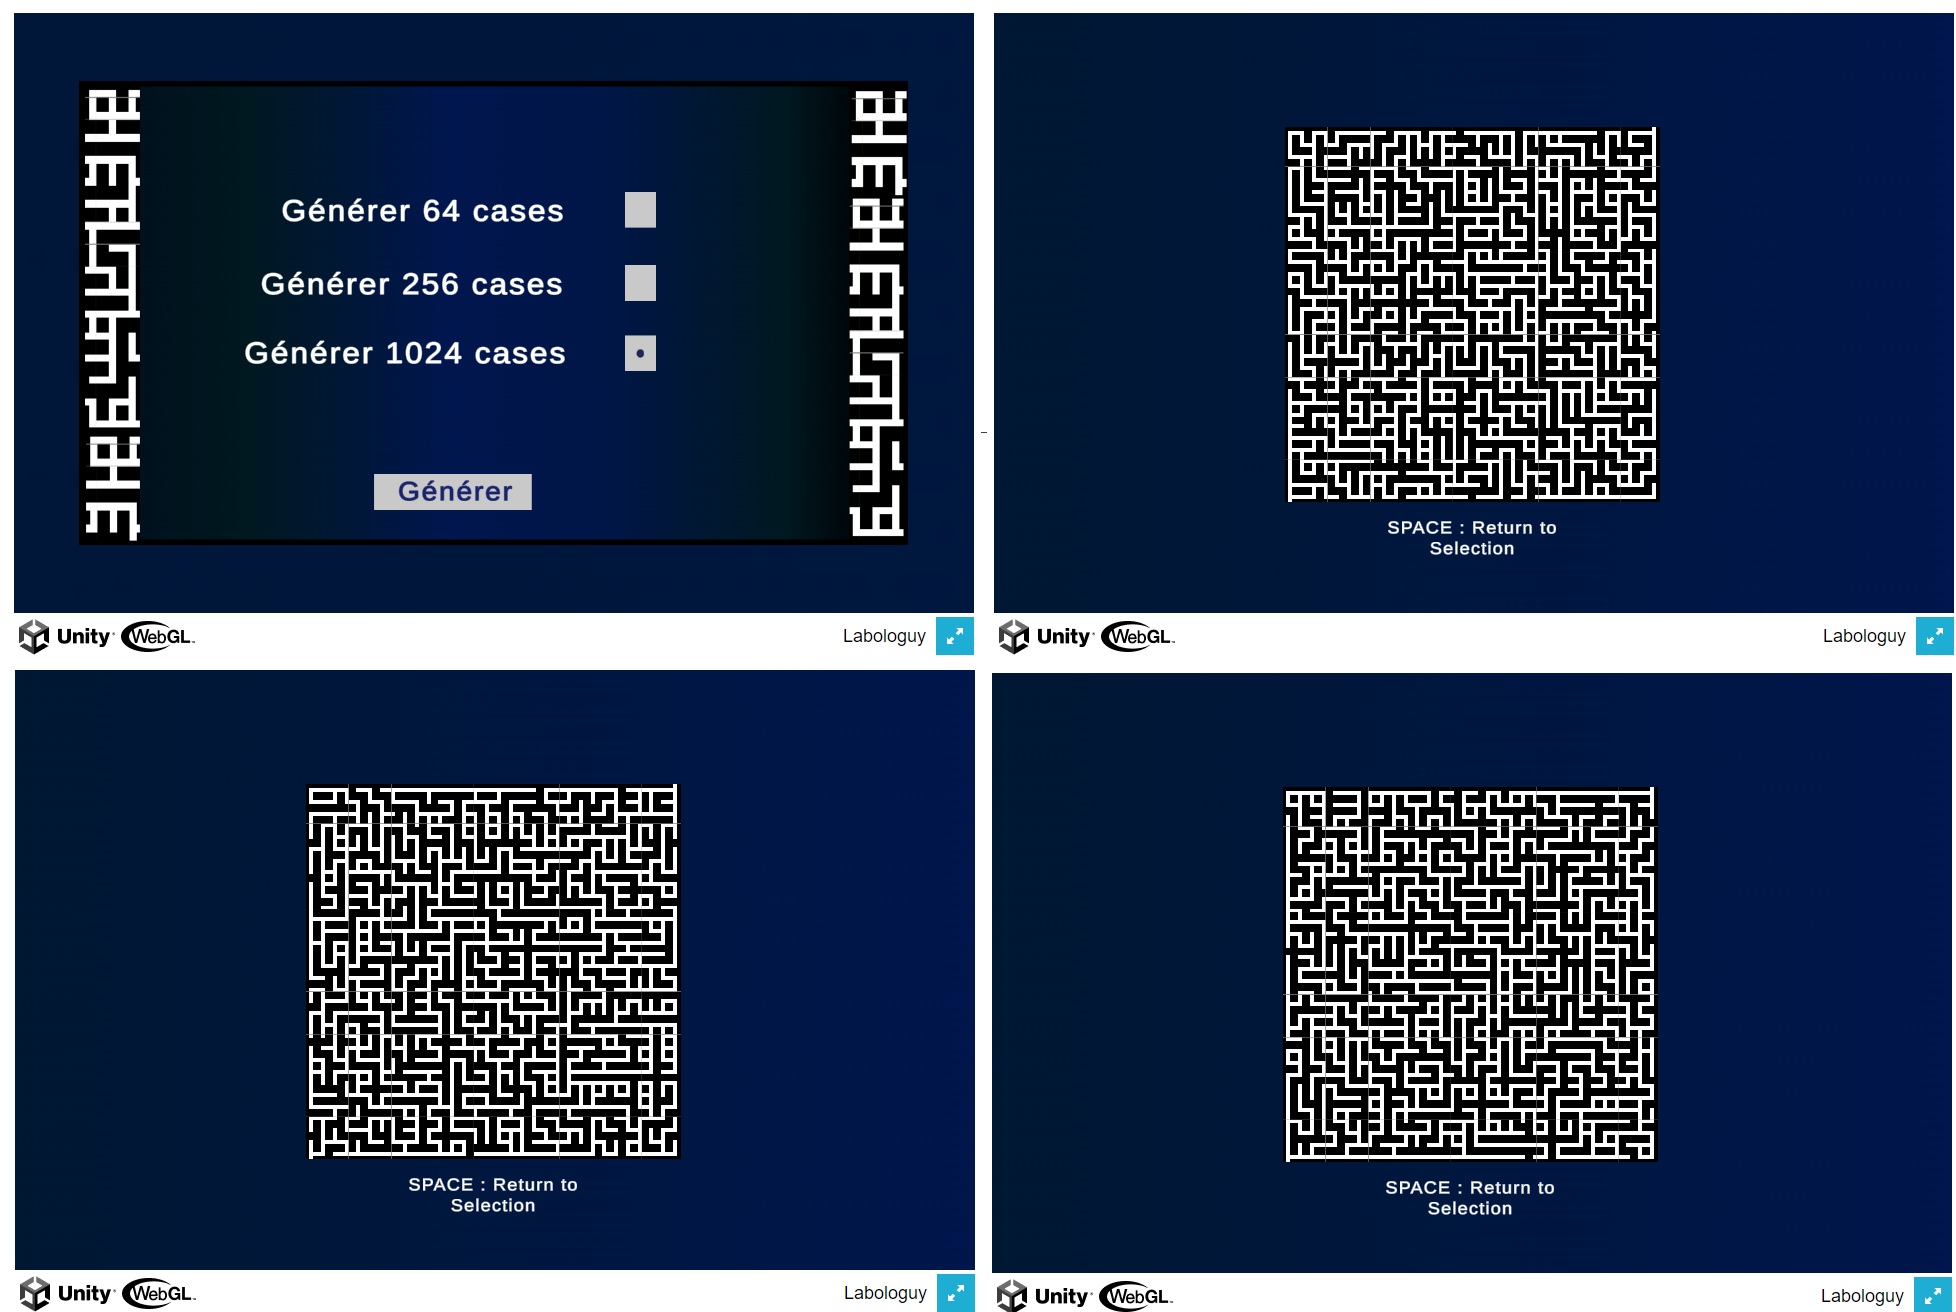 Générer 64 cases
Générer 256 cases
Générer 1024 cases
Générer
Unity WebGL
Labologuy
SPACE : Return to
Selection
Unity WebGL
Labologuy
SPACE : Return to
Selection
Unity WebGL
Labologuy
SPACE : Return to
Selection
Unity WebGL
Labologuy